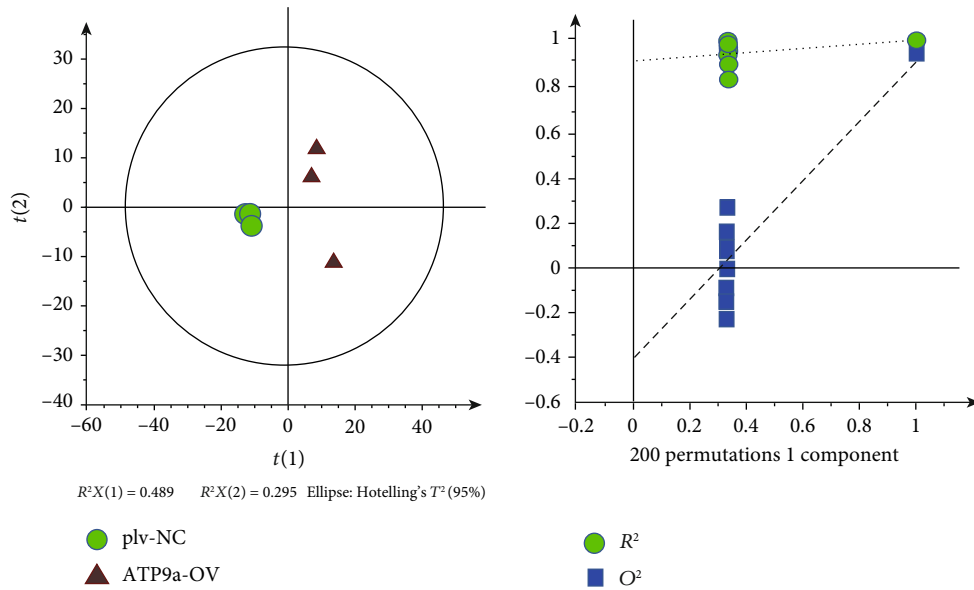 30
20
10
0
−10
−20
−30
−40
t(2)
−60 −40 −20 0 20
t(1)
R²X(1) = 0.489 R²X(2) = 0.295 Ellipse: Hotelling's T² (95%)
plv-NC
ATP9a-OV
1
0.8
0.6
0.4
0.2
0
−0.2
−0.4
−0.6
−0.2 0 0.2 0.4 0.6 0.8 1
200 permutations 1 component
R²
O²